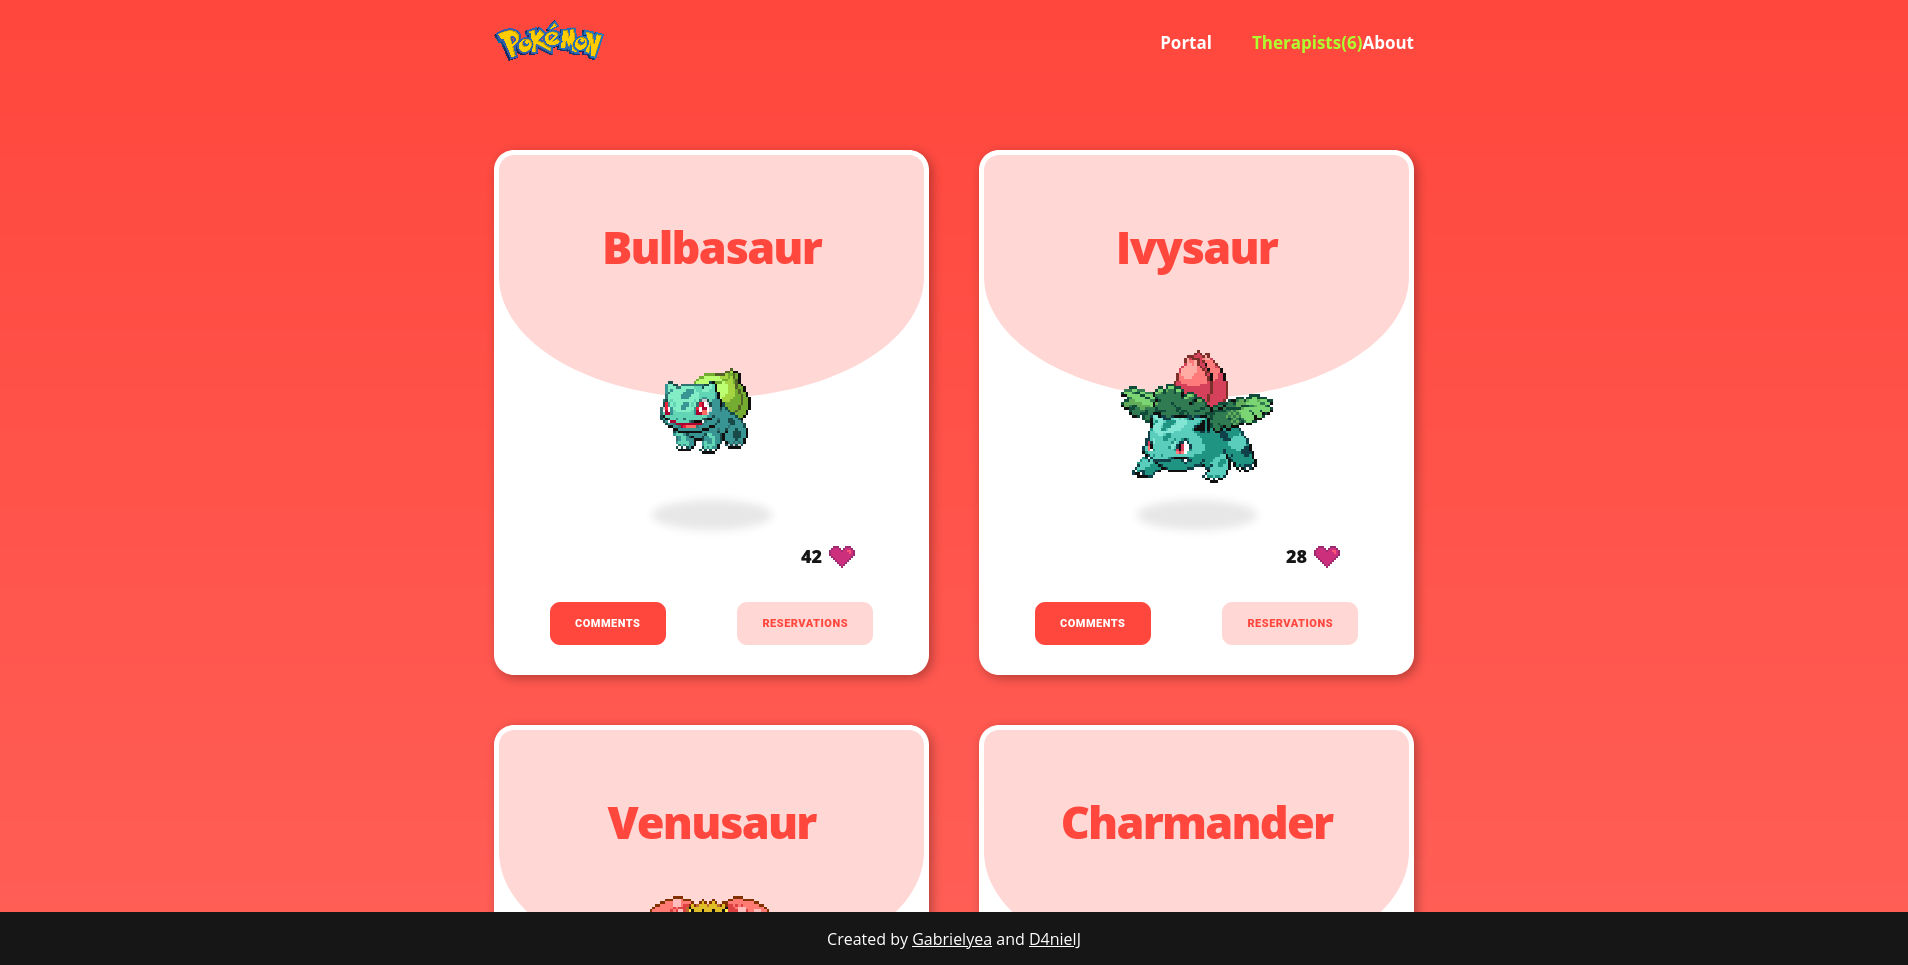 Pokémon
Portal Therapists(6)About
Bulbasaur
Ivysaur
42
28
COMMENTS
RESERVATIONS
COMMENTS
RESERVATIONS
Venusaur
Charmander
Created by Gabrielyea and D4nielJ